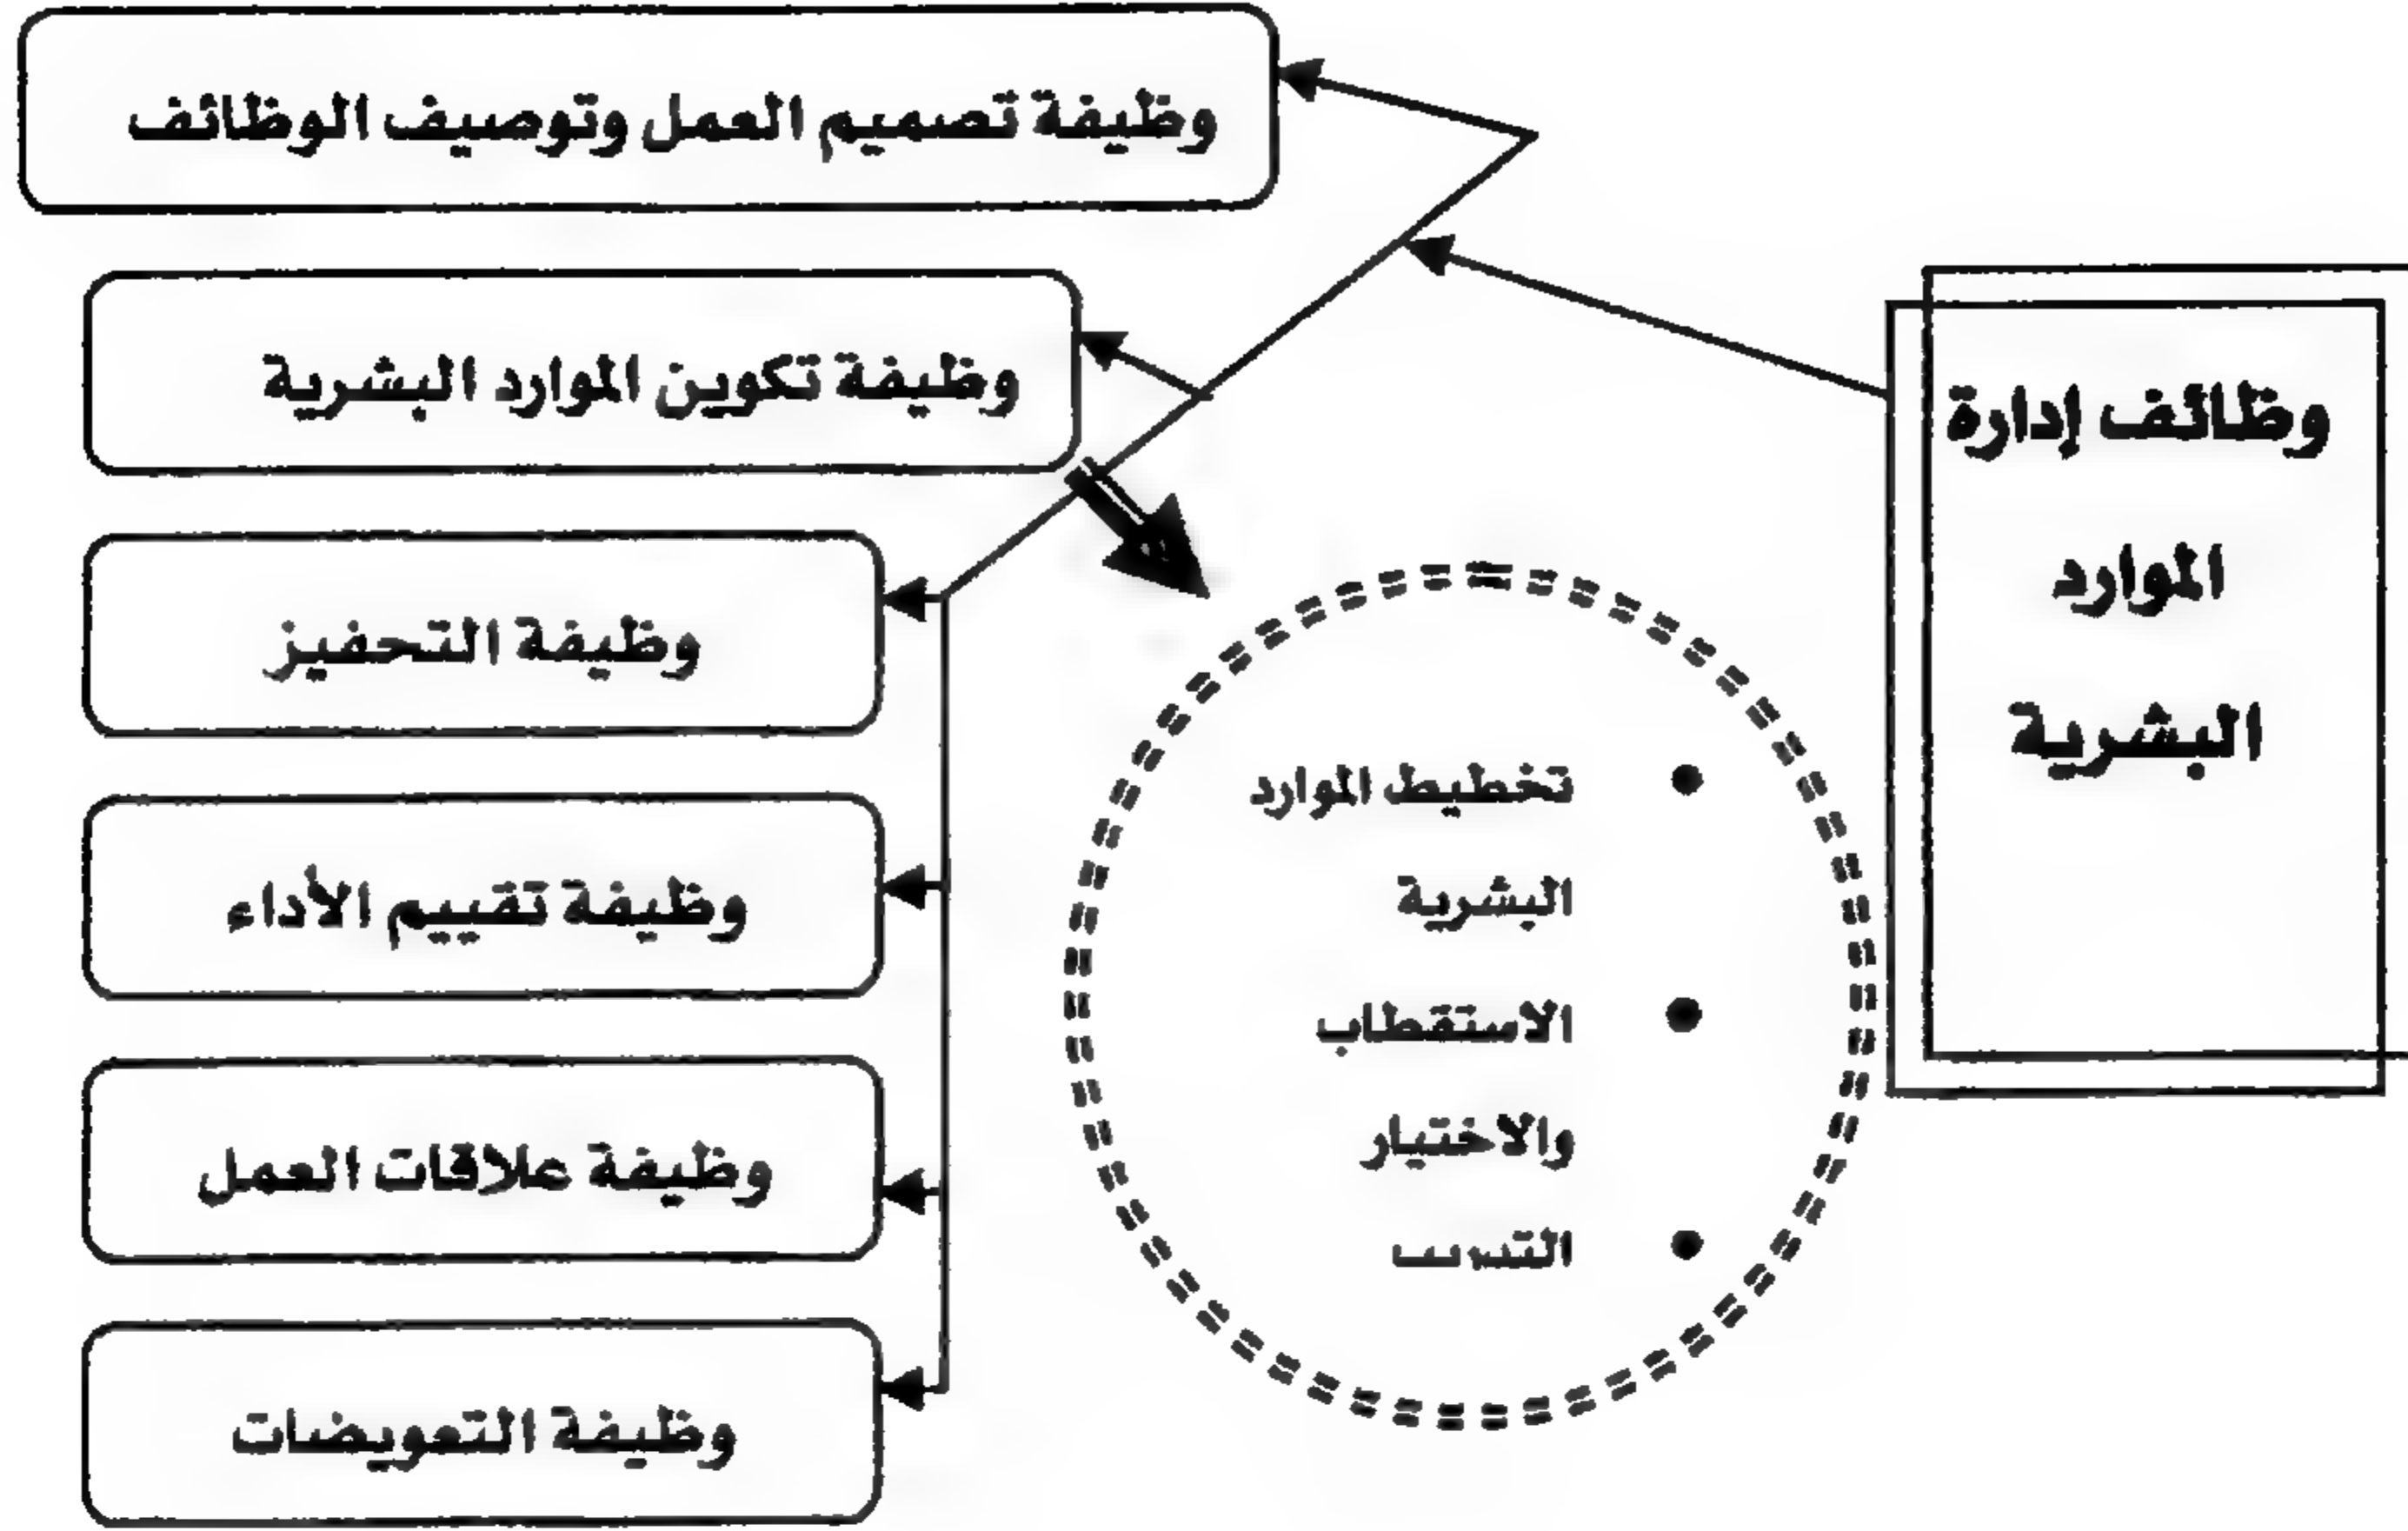 وظائف إدارة
الموارد
البشرية
وظيفة تصميم العمل وتوصيف الوظائف
وظيفة تكوين الموارد البشرية
وظيفة التحفيز
وظيفة تقييم الأداء
وظيفة علاقات العمل
وظيفة التعويضات
• تخطيط الموارد
البشرية
• الاستقطاب
والاختيار
• التدريب